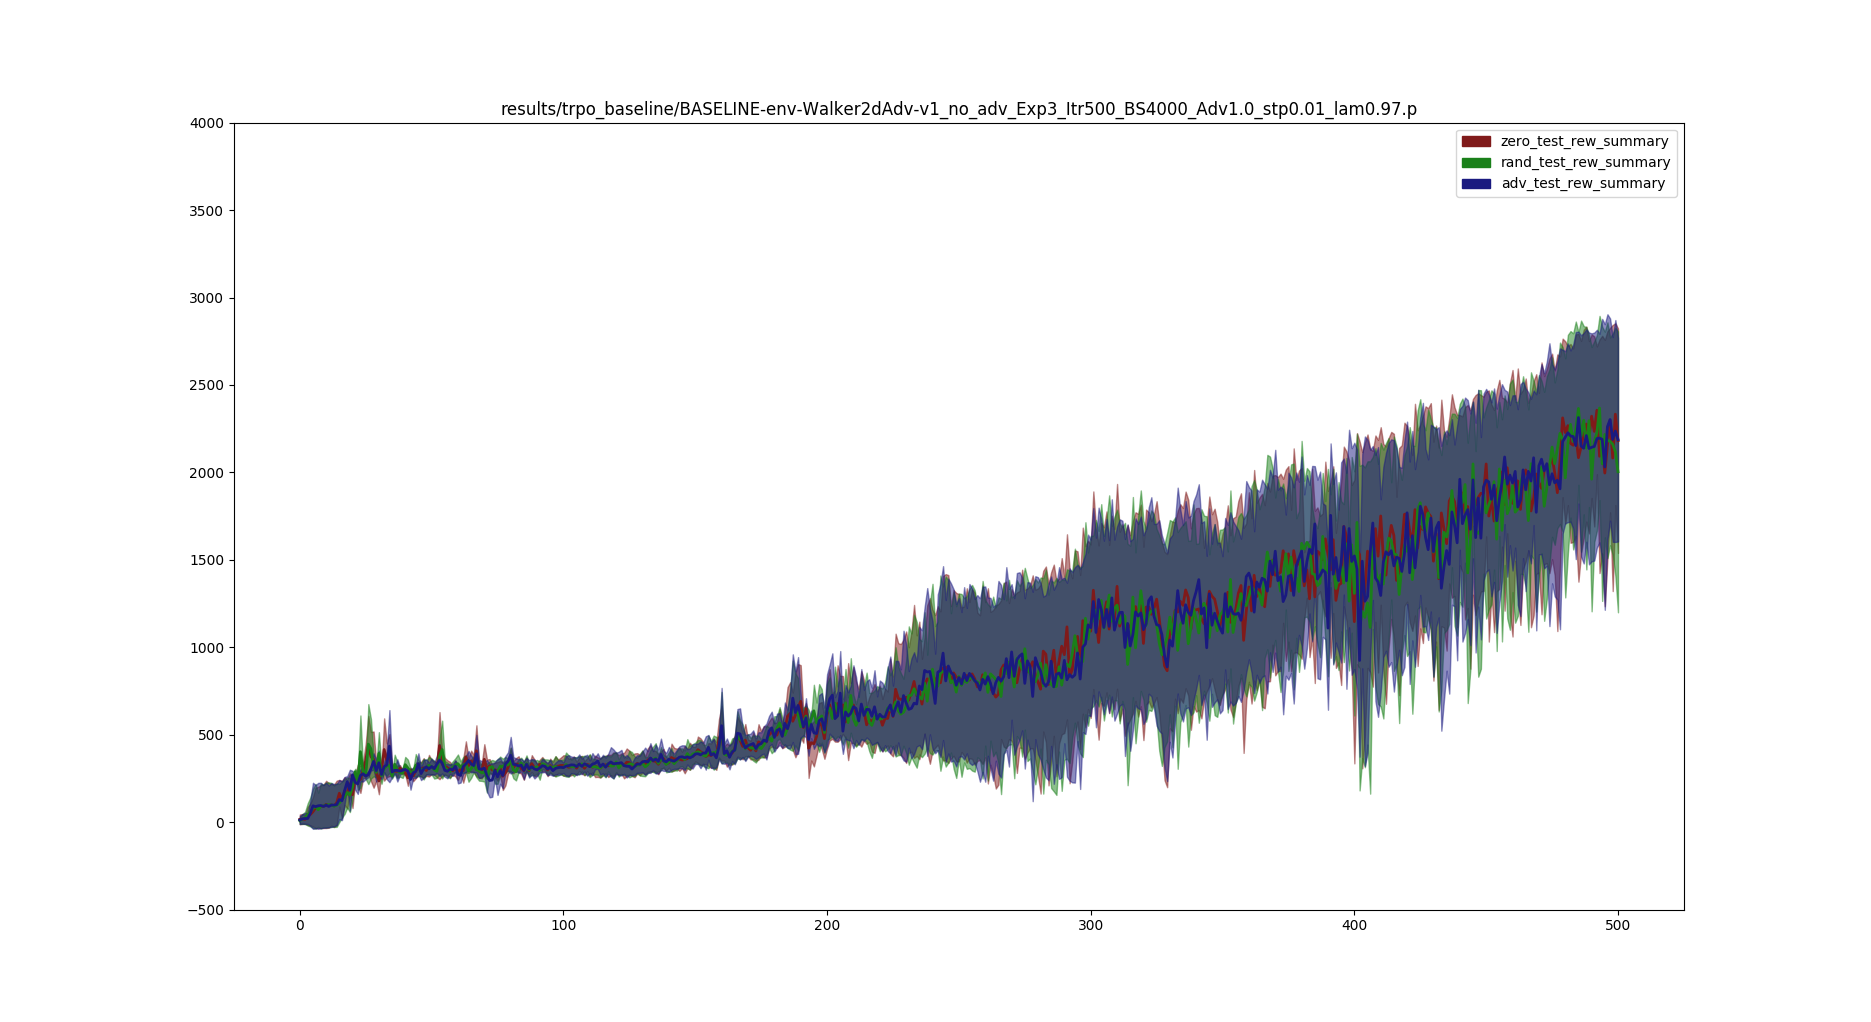 results/trpo_baseline/BASELINE-env-Walker2dAdv-v1_no_adv_Exp3_Itr500_BS4000_Adv1.0_stp0.01_lam0.97.p
4000
3500
3000
2500
2000
1500
1000
500
0
−500
0 100 200 300 400 500
zero_test_rew_summary
rand_test_rew_summary
adv_test_rew_summary